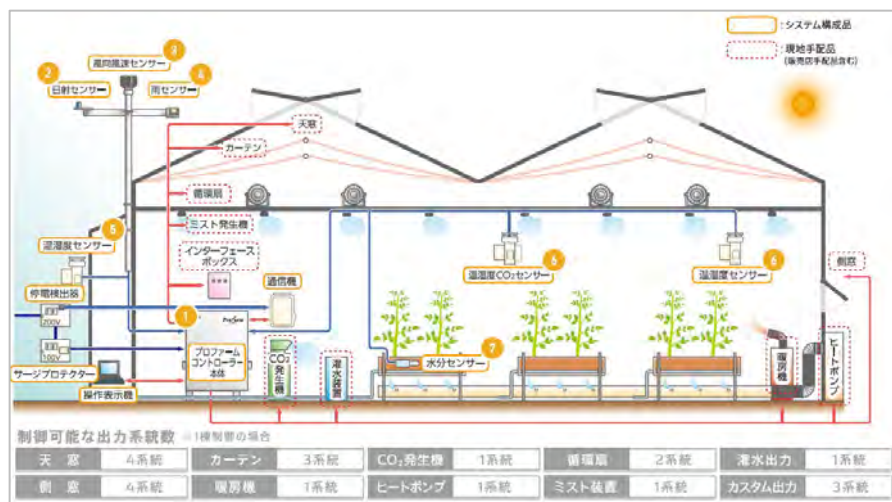 :システム構成品
:現地手配品
(販売店手配品含む)
3
風向風速センサー
2
日射センサー
4
雨センサー
天窓
カーテン
循環扇
ミスト発生機
インターフェース
ボックス
5
温湿度センサー
停電検出器
200V
100V
サージプロテクター
操作表示機
通信機
1
プロファーム
コントローラー
本体
CO₂発生機
灌水装置
6
温湿度CO₂センサー
6
温湿度センサー
7
水分センサー
側窓
暖房機
ヒートポンプ
制御可能な出力系統数 ※1棟制御の場合
天 窓 4系統 カーテン 3系統 CO₂発生機 1系統 循環扇 2系統 灌水出力 1系統
側 窓 4系統 暖房機 1系統 ヒートポンプ 1系統 ミスト装置 1系統 カスタム出力 3系統